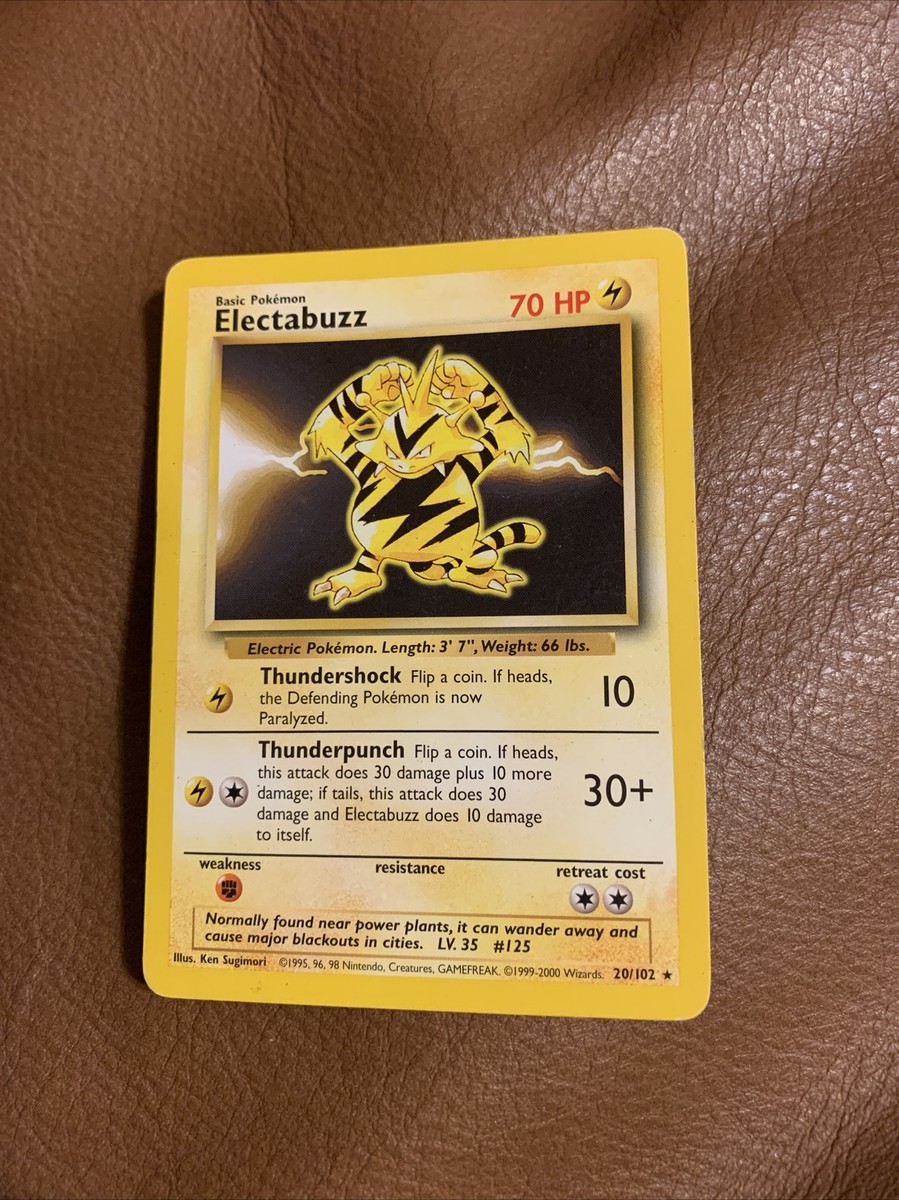 Basic Pokémon
Electabuzz
70 HP
Electric Pokémon. Length: 3' 7", Weight: 66 lbs.
Thundershock Flip a coin. If heads,
the Defending Pokémon is now
Paralyzed.
10
Thunderpunch Flip a coin. If heads,
this attack does 30 damage plus 10 more
damage; if tails, this attack does 30
damage and Electabuzz does 10 damage
to itself.
30+
weakness resistance retreat cost
Normally found near power plants, it can wander away and
cause major blackouts in cities. LV. 35 #125
Illus. Ken Sugimori ©1995, 96, 98 Nintendo, Creatures, GAMEFREAK. ©1999-2000 Wizards. 20/102 ★